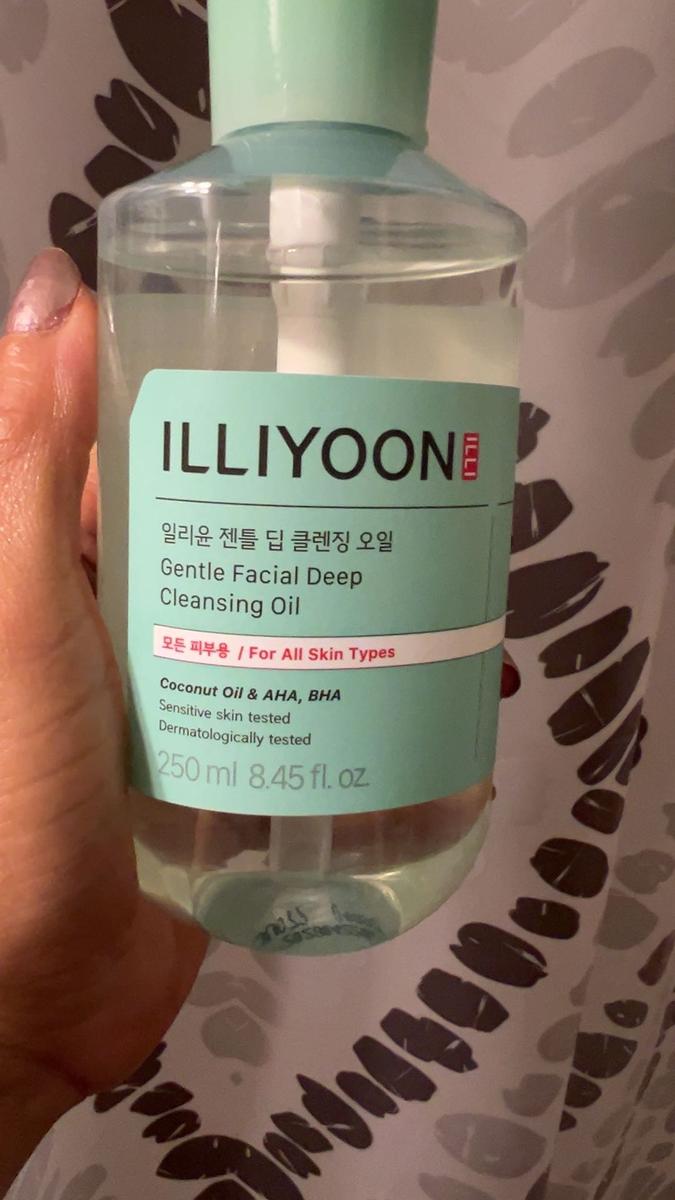 ILLIYOON ILLI
일리윤 젠틀 딥 클렌징 오일
Gentle Facial Deep
Cleansing Oil
모든 피부용 / For All Skin Types
Coconut Oil & AHA, BHA
Sensitive skin tested
Dermatologically tested
250 ml 8.45 fl. oz.